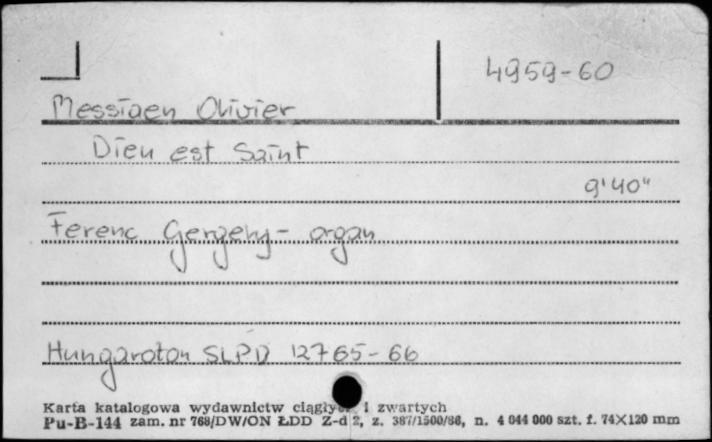 4959-60
Messiaen Olivier
Dieu est Saint
9'40"
Ferenc Gergely - organ
Hungaroton SLPD 12765-66
Karta katalogowa wydawnictw ciągłych i zwartych
Pu-B-144 zam. nr 768/DW/ON ŁDD Z-d 2, z. 387/1500/86, n. 4 044 000 szt. f. 74X120 mm